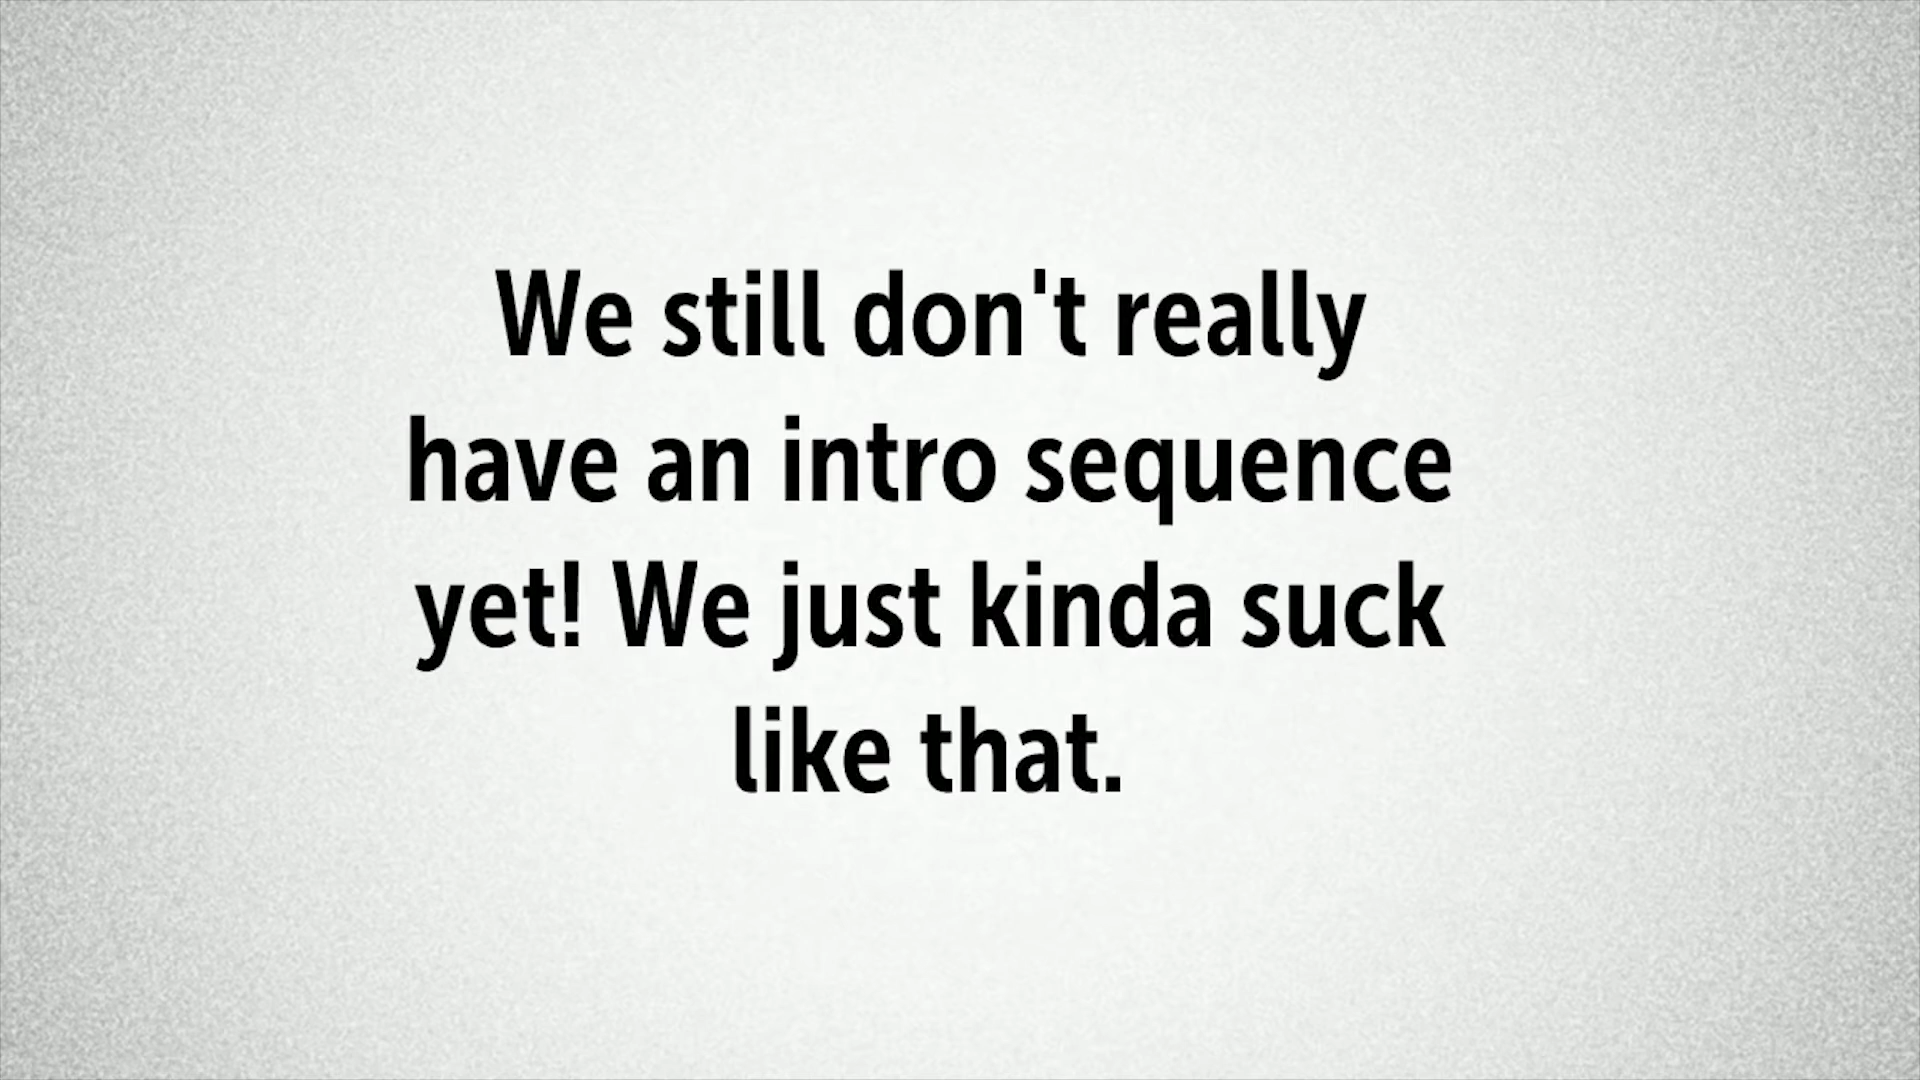 We still don't really
have an intro sequence
yet! We just kinda suck
like that.